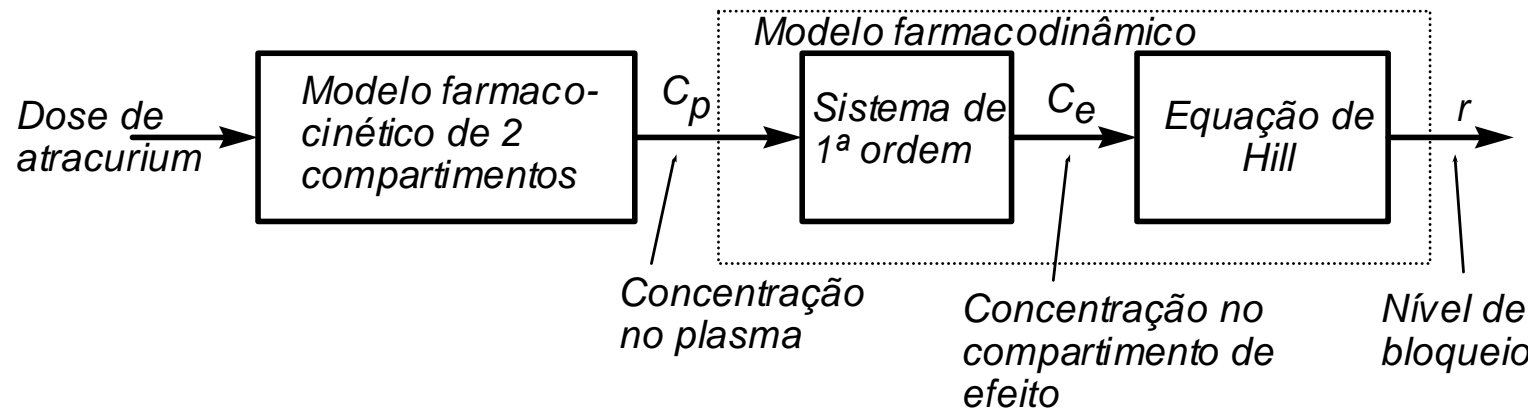 Modelo farmacodinâmico
Dose de
atracurium
Modelo farmaco-
cinético de 2
compartimentos
Cp
Sistema de
1ª ordem
Ce
Equação de
Hill
r
Concentração
no plasma
Concentração no
compartimento de
efeito
Nível de
bloqueio